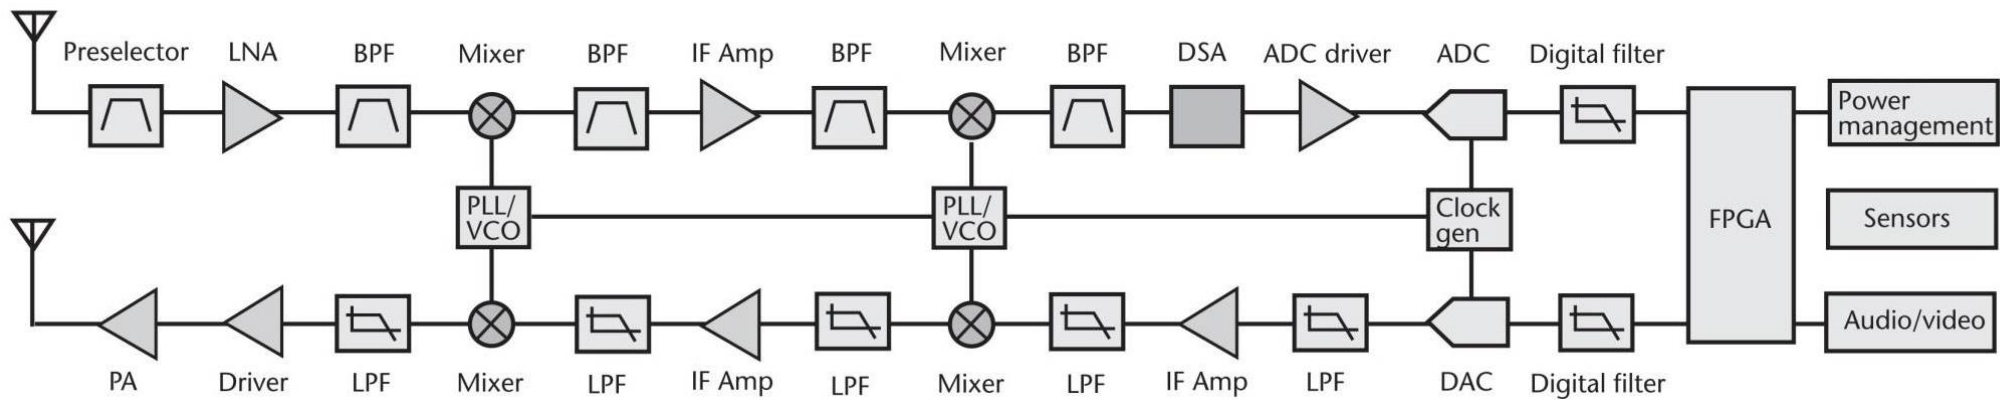 Preselector LNA BPF Mixer BPF IF Amp BPF Mixer BPF DSA ADC driver ADC Digital filter
Power
management
PLL/
VCO
PLL/
VCO
Clock
gen
FPGA
Sensors
Audio/video
PA Driver LPF Mixer LPF IF Amp LPF Mixer LPF IF Amp LPF DAC Digital filter